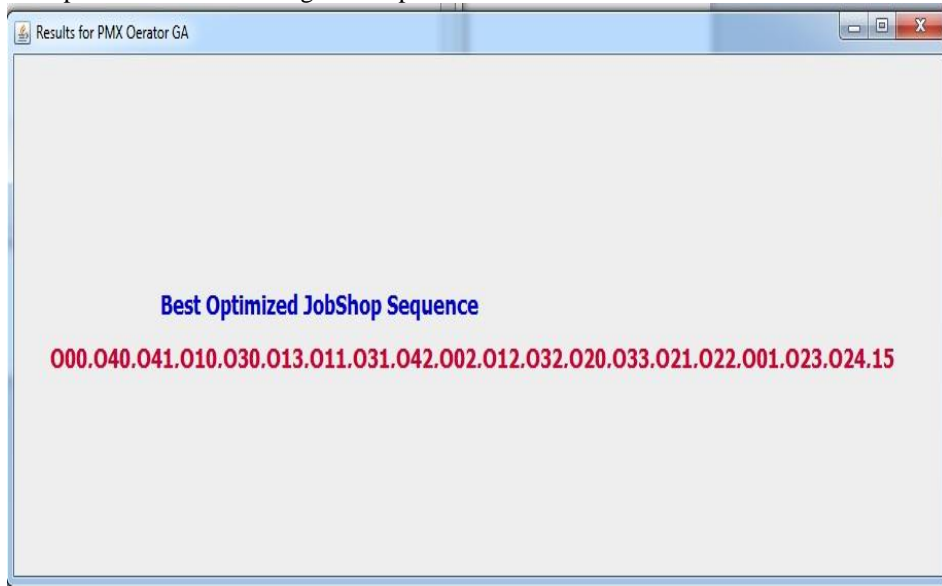 Results for PMX Oerator GA
Best Optimized JobShop Sequence
O00.O40.O41.O10.O30.O13.O11.O31.O42.O02.O12.O32.O20.O33.O21.O22.O01.O23.O24.15